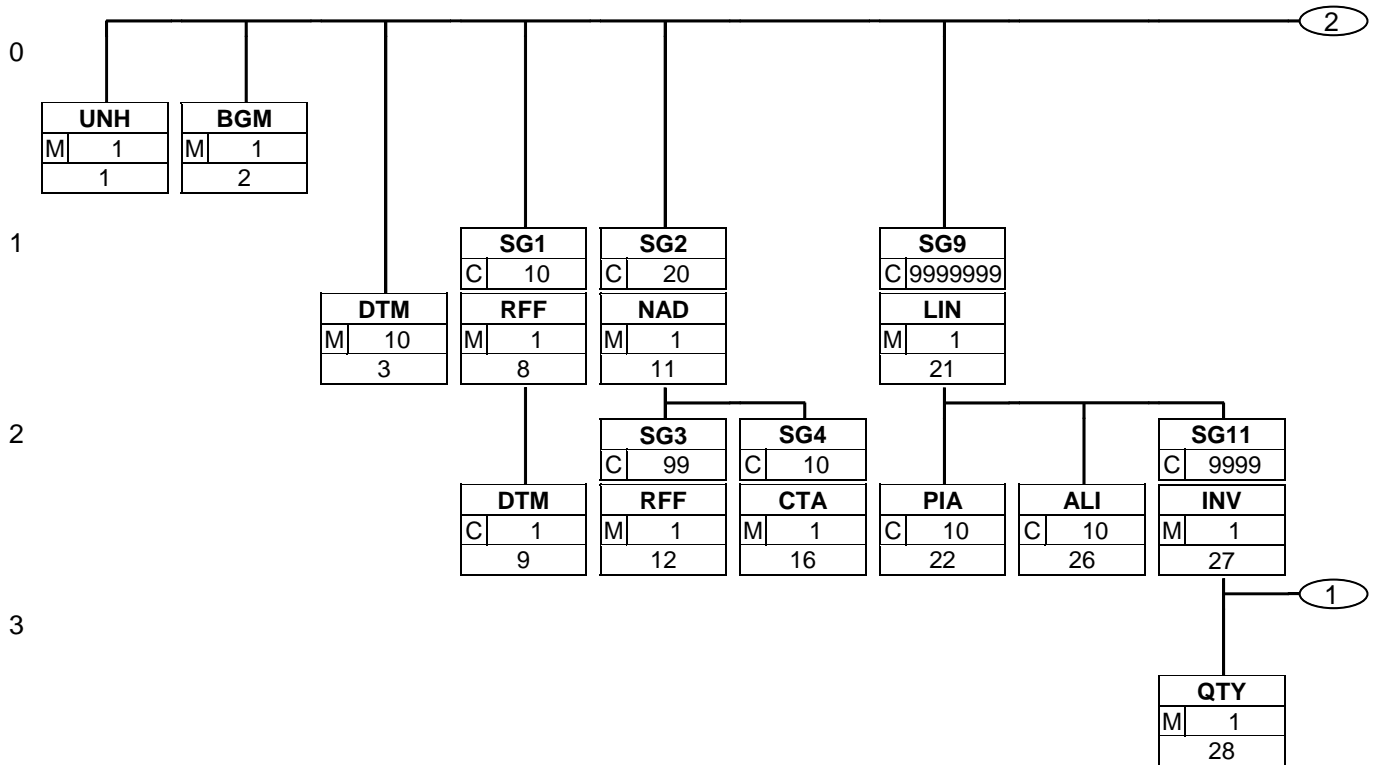 2
0
UNH BGM
M 1 M 1
1 2
1
SG1 SG2 SG9
C 10 C 20 C 9999999
DTM RFF NAD LIN
M 10 M 1 M 1 M 1
3 8 11 21
2
SG3 SG4 SG11
C 99 C 10 C 9999
DTM RFF CTA PIA ALI INV
C 1 M 1 M 1 C 10 C 10 M 1
9 12 16 22 26 27
1
3
QTY
M 1
28